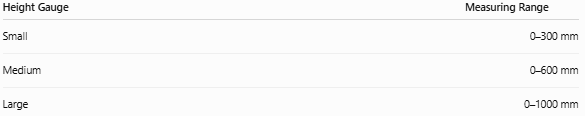 Height Gauge Measuring Range
Small 0–300 mm
Medium 0–600 mm
Large 0–1000 mm